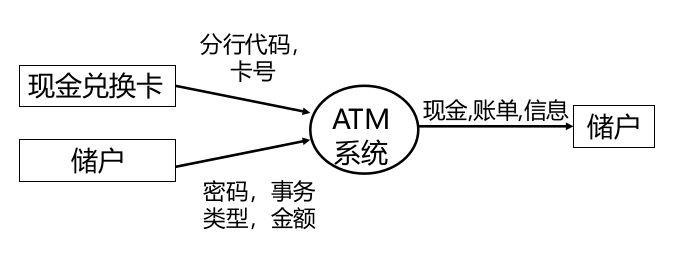 分行代码，
卡号
现金兑换卡
ATM
系统
现金,账单,信息
储户
储户
密码，事务
类型，金额